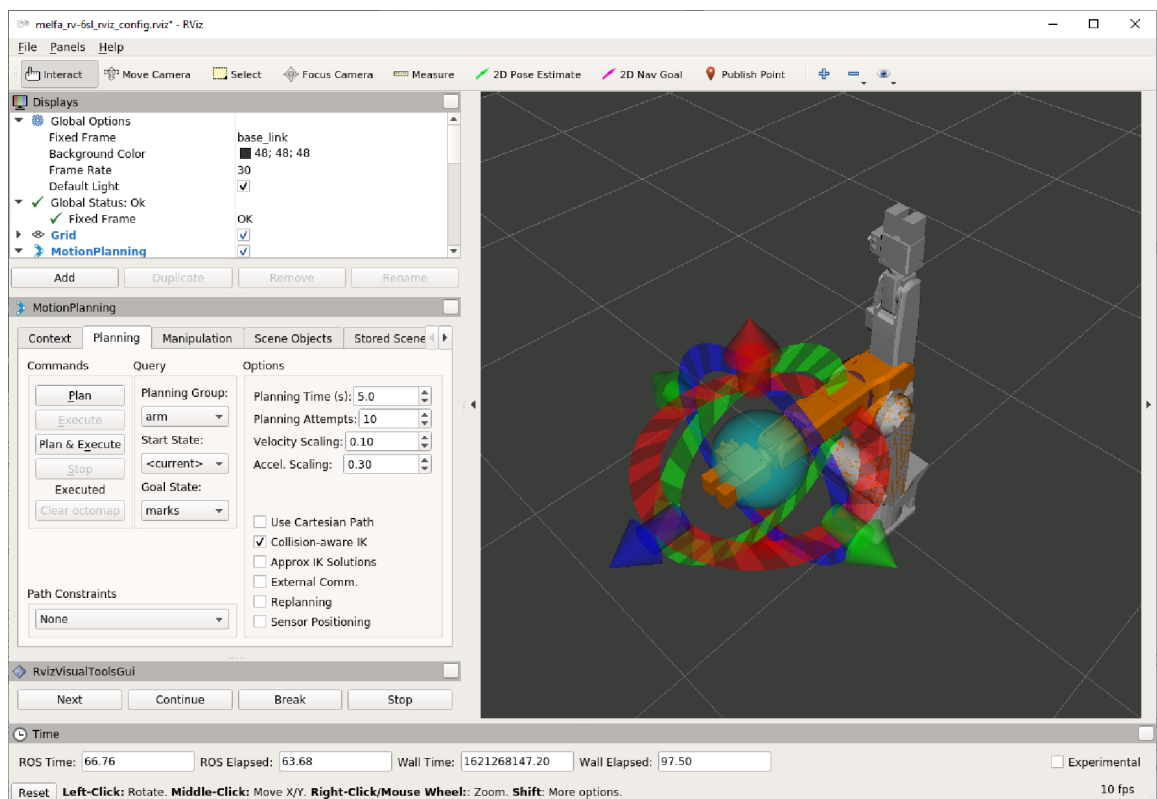 melfa_rv-6sl_rviz_config.rviz* - RViz
File Panels Help
Interact Move Camera Select Focus Camera Measure 2D Pose Estimate 2D Nav Goal Publish Point
Displays
Global Options
Fixed Frame base_link
Background Color 48; 48; 48
Frame Rate 30
Default Light
Global Status: Ok
Fixed Frame OK
Grid
MotionPlanning
Add Duplicate Remove Rename
MotionPlanning
Context Planning Manipulation Scene Objects Stored Scene
Commands Query Options
Plan Planning Group: Planning Time (s): 5.0
Execute arm Planning Attempts: 10
Plan & Execute Start State: Velocity Scaling: 0.10
Stop <current> Accel. Scaling: 0.30
Executed Goal State:
Clear octomap marks
Use Cartesian Path
Collision-aware IK
Approx IK Solutions
External Comm.
Path Constraints Replanning
None Sensor Positioning
RvizVisualToolsGui
Next Continue Break Stop
Time
ROS Time: 66.76 ROS Elapsed: 63.68 Wall Time: 1621268147.20 Wall Elapsed: 97.50 Experimental
Reset Left-Click: Rotate. Middle-Click: Move X/Y. Right-Click/Mouse Wheel:: Zoom. Shift: More options. 10 fps